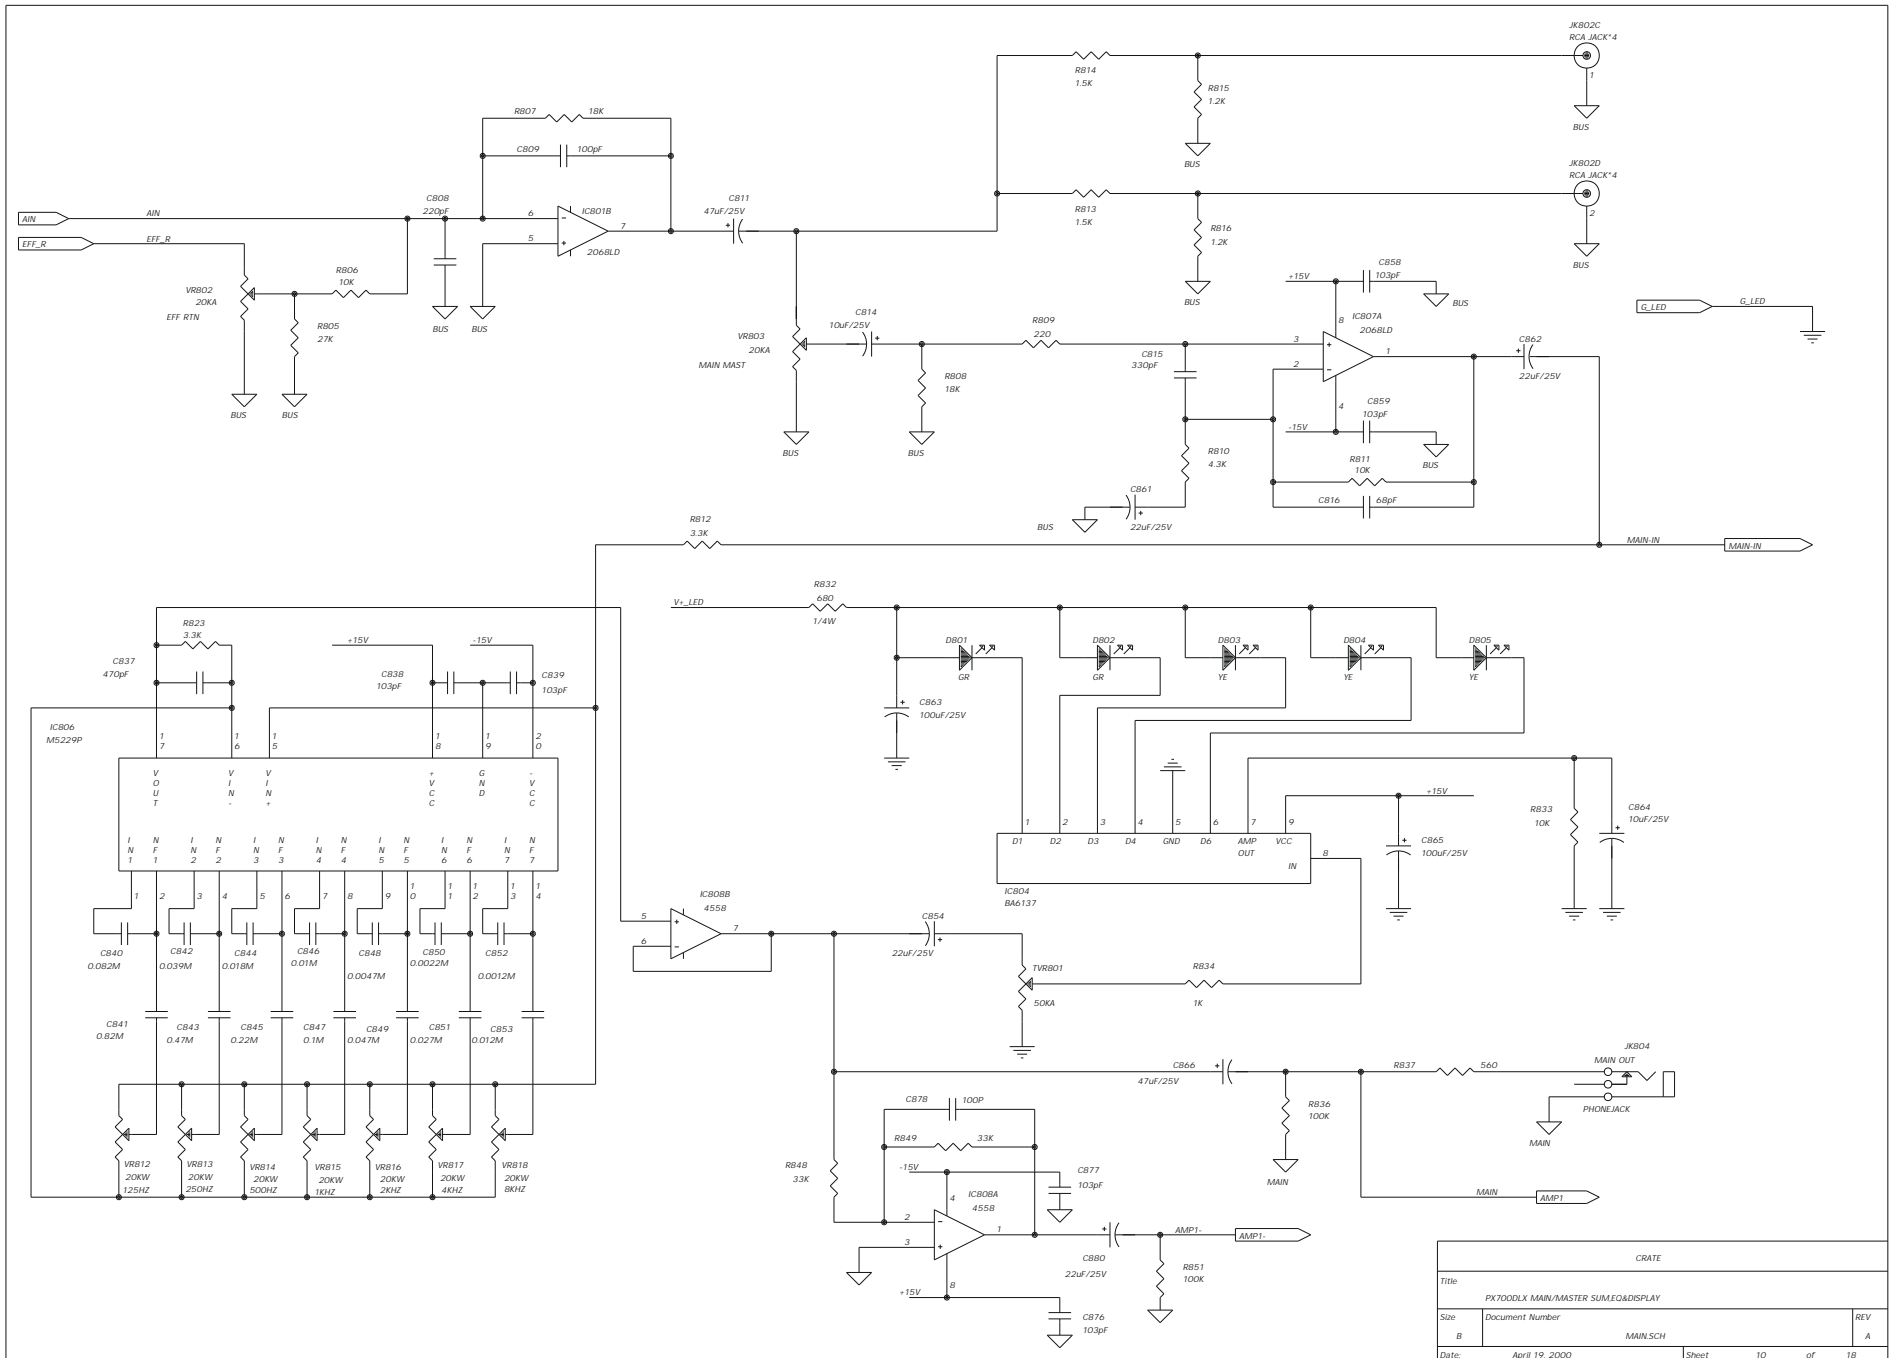 JK802C
RCA JACK*4
1
BUS
R814
1.5K
R815
1.2K
BUS
JK802D
RCA JACK*4
2
BUS
R813
1.5K
R816
1.2K
BUS
R807 18K
C809 100pF
C808
220pF
AIN AIN
EFF_R EFF_R
6
5
7
IC801B
2068LD
C811
47uF/25V
+
R806
10K
VR802
20KA
EFF RTN
R805
27K
BUS
BUS
BUS
BUS
VR803
20KA
MAIN MAST
BUS
C814
10uF/25V
+
R808
18K
BUS
R809
220
C815
330pF
+15V
C858
103pF
BUS
8
IC807A
2068LD
3
2
1
4
-15V
C859
103pF
BUS
C862
22uF/25V
+
G_LED G_LED
R810
4.3K
C861
22uF/25V
+
BUS
R811
10K
C816 68pF
R812
3.3K
MAIN-IN MAIN-IN
R823
3.3K
C837
470pF
+15V
-15V
C838
103pF
C839
103pF
IC806
M5229P
17 16 15 18 19 20
VOUT VIN- VIN+ +VCC GND -VCC
IN1 NF1 IN2 NF2 IN3 NF3 IN4 NF4 IN5 NF5 IN6 NF6 IN7 NF7
1 2 3 4 5 6 7 8 9 10 11 12 13 14
C840
0.082M
C842
0.039M
C844
0.018M
C846
0.01M
C848
0.0047M
C850
0.0022M
C852
0.0012M
C841
0.82M
C843
0.47M
C845
0.22M
C847
0.1M
C849
0.047M
C851
0.027M
C853
0.012M
VR812
20KW
125HZ
VR813
20KW
250HZ
VR814
20KW
500HZ
VR815
20KW
1KHZ
VR816
20KW
2KHZ
VR817
20KW
4KHZ
VR818
20KW
8KHZ
V+_LED
R832
680
1/4W
D801
GR
D802
GR
D803
YE
D804
YE
D805
YE
C863
100uF/25V
+
1 2 3 4 5 6 7 9
D1 D2 D3 D4 GND D6 AMP OUT VCC
IN
8
IC804
BA6137
+15V
C865
100uF/25V
+
R833
10K
C864
10uF/25V
+
IC808B
4558
5
6
7
C854
22uF/25V
+
TVR801
50KA
R834
1K
C866
47uF/25V
+
R836
100K
MAIN
R837 560
JK804
MAIN OUT
PHONEJACK
MAIN
MAIN AMP1
C878 100P
R849 33K
R848
33K
-15V
C877
103pF
4
IC808A
4558
2
3
1
8
+15V
C876
103pF
C880
22uF/25V
+
AMP1- AMP1-
R851
100K
CRATE
Title
PX700DLX MAIN/MASTER SUM,EQ&DISPLAY
Size Document Number REV
B MAIN.SCH A
Date: April 19, 2000 Sheet 10 of 18